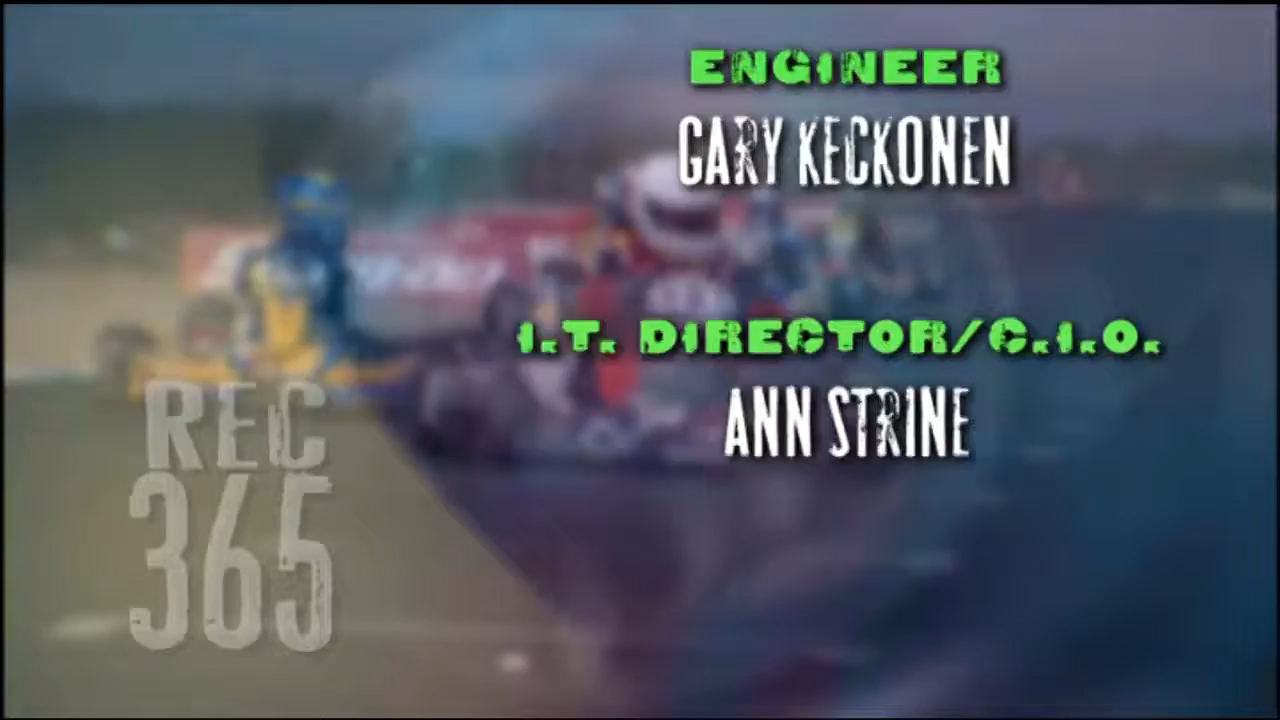 ENGINEER
GARY KECKONEN
I.T. DIRECTOR/C.I.O.
ANN STRINE
REC
365